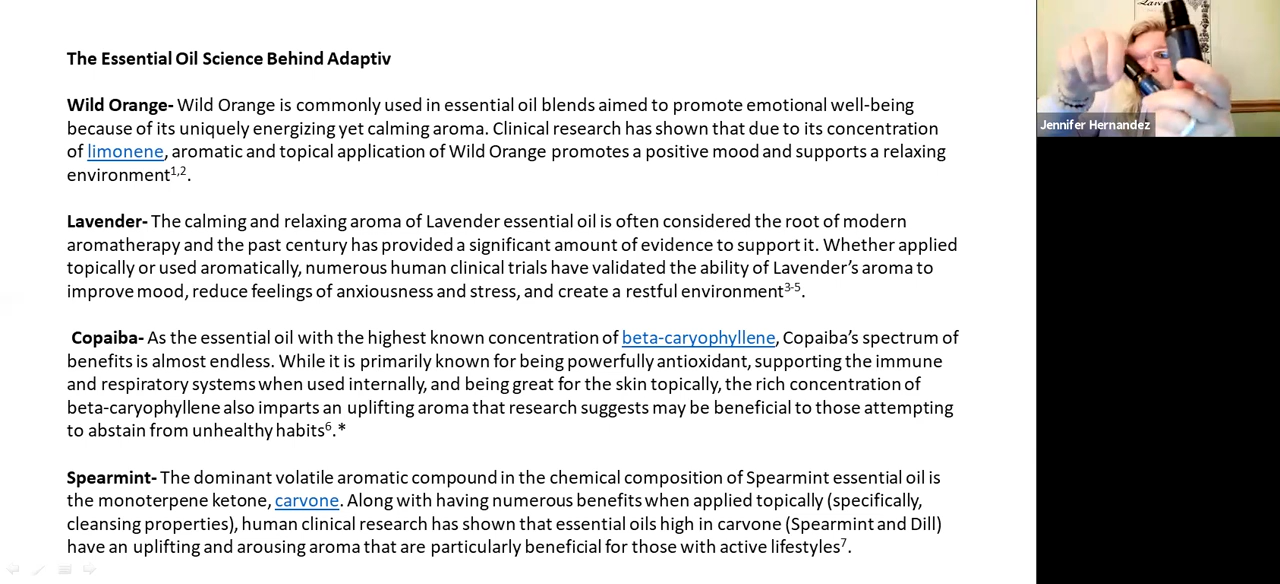 The Essential Oil Science Behind Adaptiv
Wild Orange- Wild Orange is commonly used in essential oil blends aimed to promote emotional well-being
because of its uniquely energizing yet calming aroma. Clinical research has shown that due to its concentration
of limonene, aromatic and topical application of Wild Orange promotes a positive mood and supports a relaxing
environment1,2.
Lavender- The calming and relaxing aroma of Lavender essential oil is often considered the root of modern
aromatherapy and the past century has provided a significant amount of evidence to support it. Whether applied
topically or used aromatically, numerous human clinical trials have validated the ability of Lavender's aroma to
improve mood, reduce feelings of anxiousness and stress, and create a restful environment3-5.
Copaiba- As the essential oil with the highest known concentration of beta-caryophyllene, Copaiba's spectrum of
benefits is almost endless. While it is primarily known for being powerfully antioxidant, supporting the immune
and respiratory systems when used internally, and being great for the skin topically, the rich concentration of
beta-caryophyllene also imparts an uplifting aroma that research suggests may be beneficial to those attempting
to abstain from unhealthy habits6.*
Spearmint- The dominant volatile aromatic compound in the chemical composition of Spearmint essential oil is
the monoterpene ketone, carvone. Along with having numerous benefits when applied topically (specifically,
cleansing properties), human clinical research has shown that essential oils high in carvone (Spearmint and Dill)
have an uplifting and arousing aroma that are particularly beneficial for those with active lifestyles7.
Jennifer Hernandez